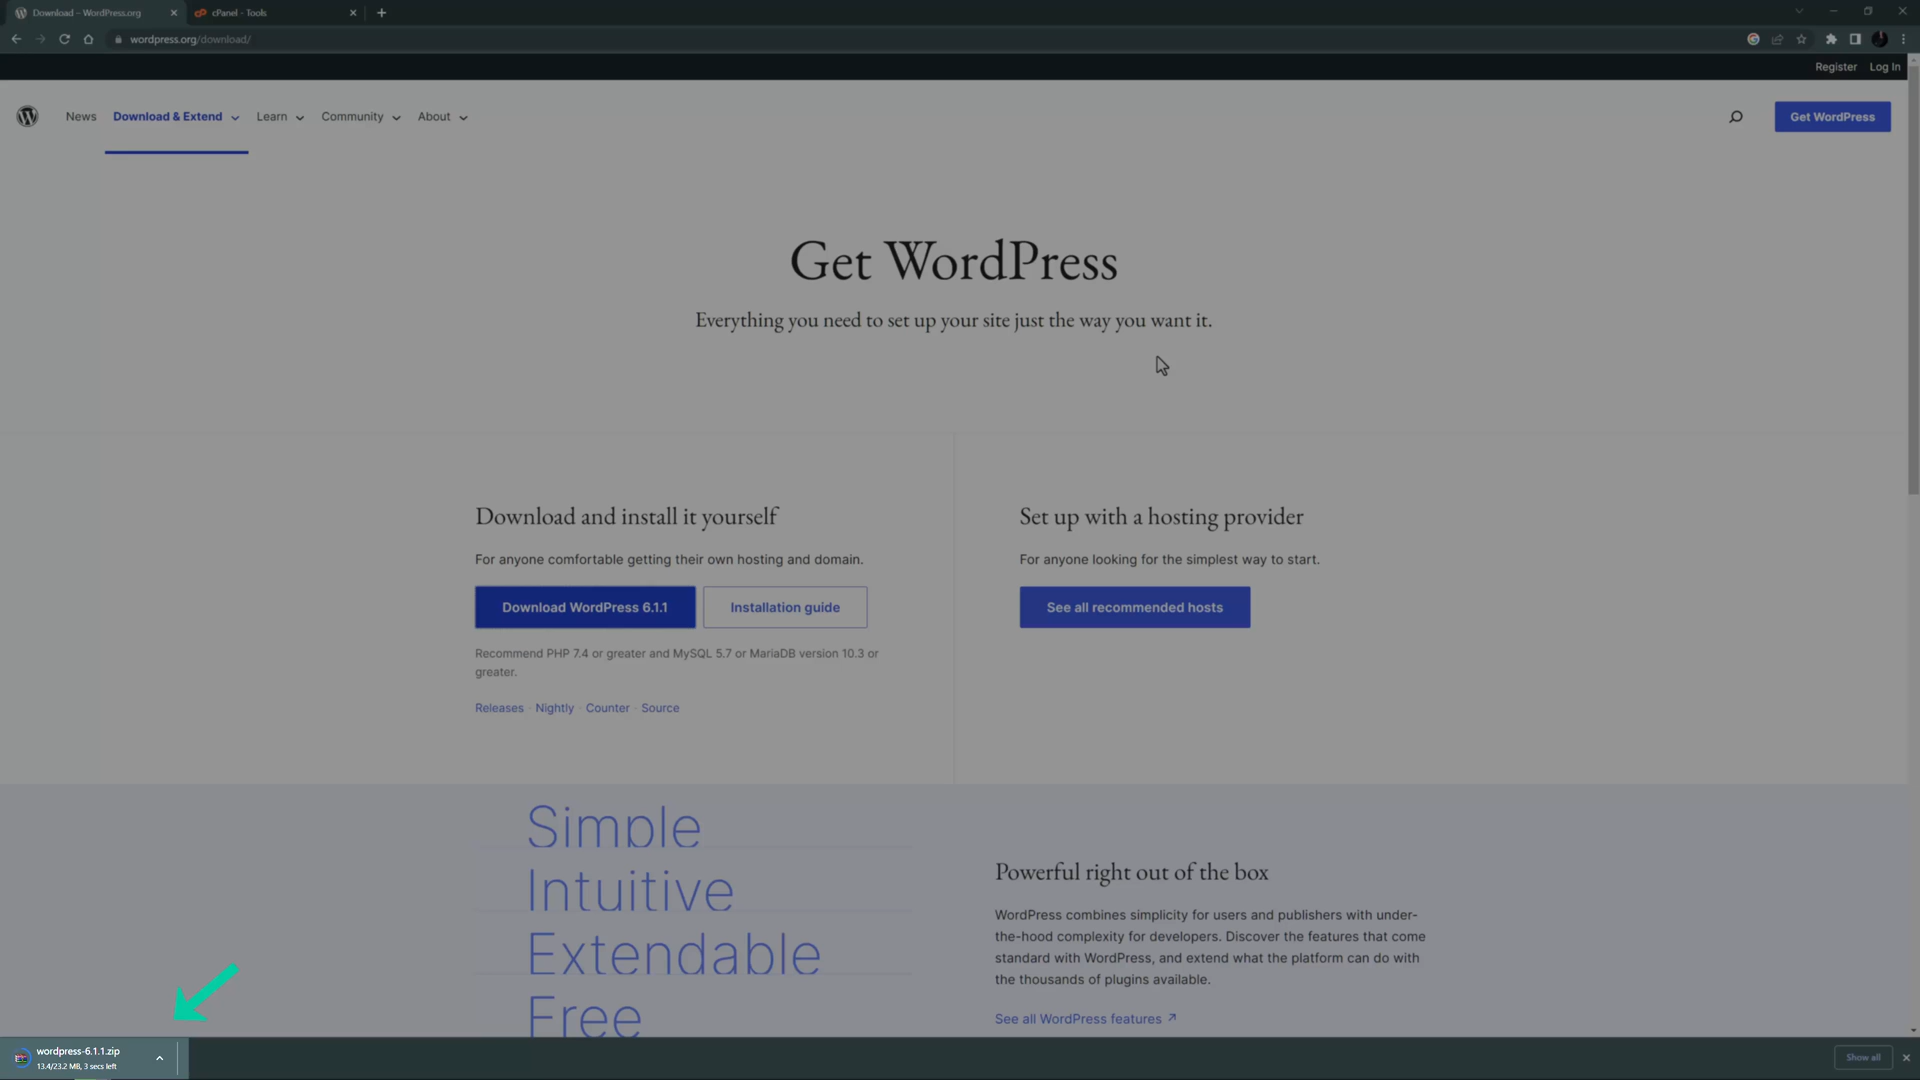 Download – WordPress.org
cPanel - Tools
wordpress.org/download/
Register Log In
News Download & Extend Learn Community About Get WordPress
Get WordPress
Everything you need to set up your site just the way you want it.
Download and install it yourself
For anyone comfortable getting their own hosting and domain.
Download WordPress 6.1.1 Installation guide
Recommend PHP 7.4 or greater and MySQL 5.7 or MariaDB version 10.3 or
greater.
Releases · Nightly · Counter · Source
Set up with a hosting provider
For anyone looking for the simplest way to start.
See all recommended hosts
Simple
Intuitive
Extendable
Free
Powerful right out of the box
WordPress combines simplicity for users and publishers with under-
the-hood complexity for developers. Discover the features that come
standard with WordPress, and extend what the platform can do with
the thousands of plugins available.
See all WordPress features ↗
wordpress-6.1.1.zip
13.4/23.2 MB, 3 secs left
Show all